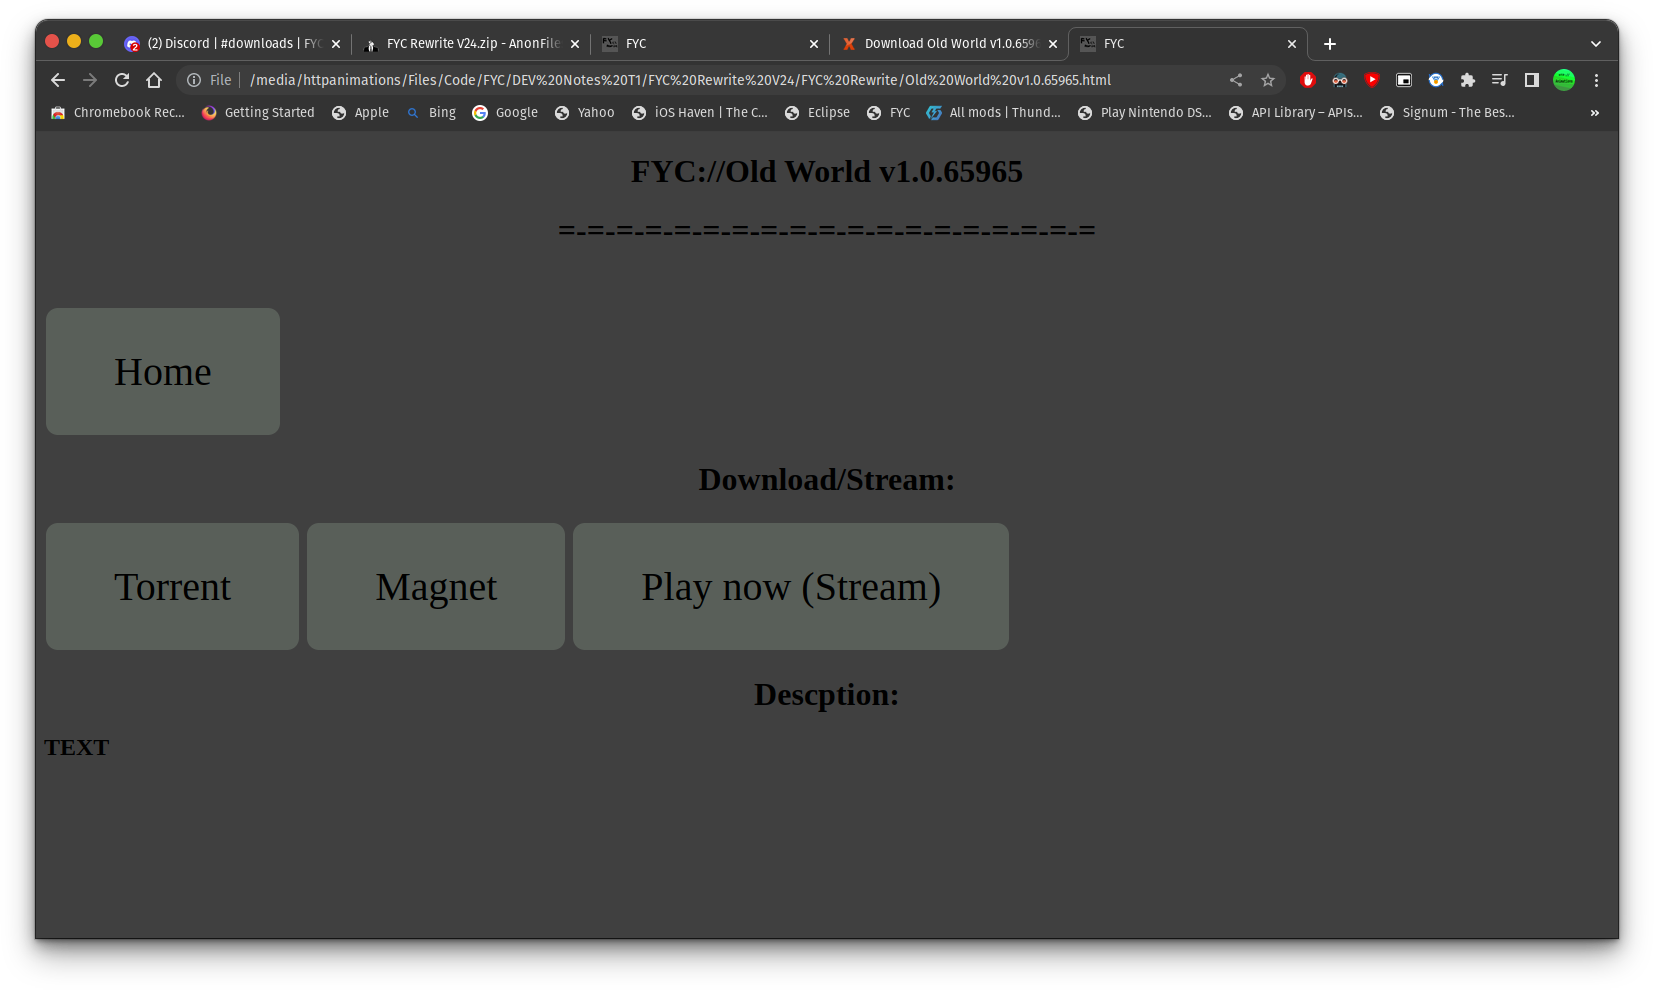 (2) Discord | #downloads | FYC
FYC Rewrite V24.zip - AnonFile
FYC
Download Old World v1.0.6596
FYC
File | /media/httpanimations/Files/Code/FYC/DEV%20Notes%20T1/FYC%20Rewrite%20V24/FYC%20Rewrite/Old%20World%20v1.0.65965.html
Chromebook Rec... Getting Started Apple Bing Google Yahoo iOS Haven | The C... Eclipse FYC All mods | Thund... Play Nintendo DS... API Library – APIs... Signum - The Bes... »
FYC://Old World v1.0.65965
=-=-=-=-=-=-=-=-=-=-=-=-=-=-=-=-=-=-=
Home
Download/Stream:
Torrent
Magnet
Play now (Stream)
Descption:
TEXT